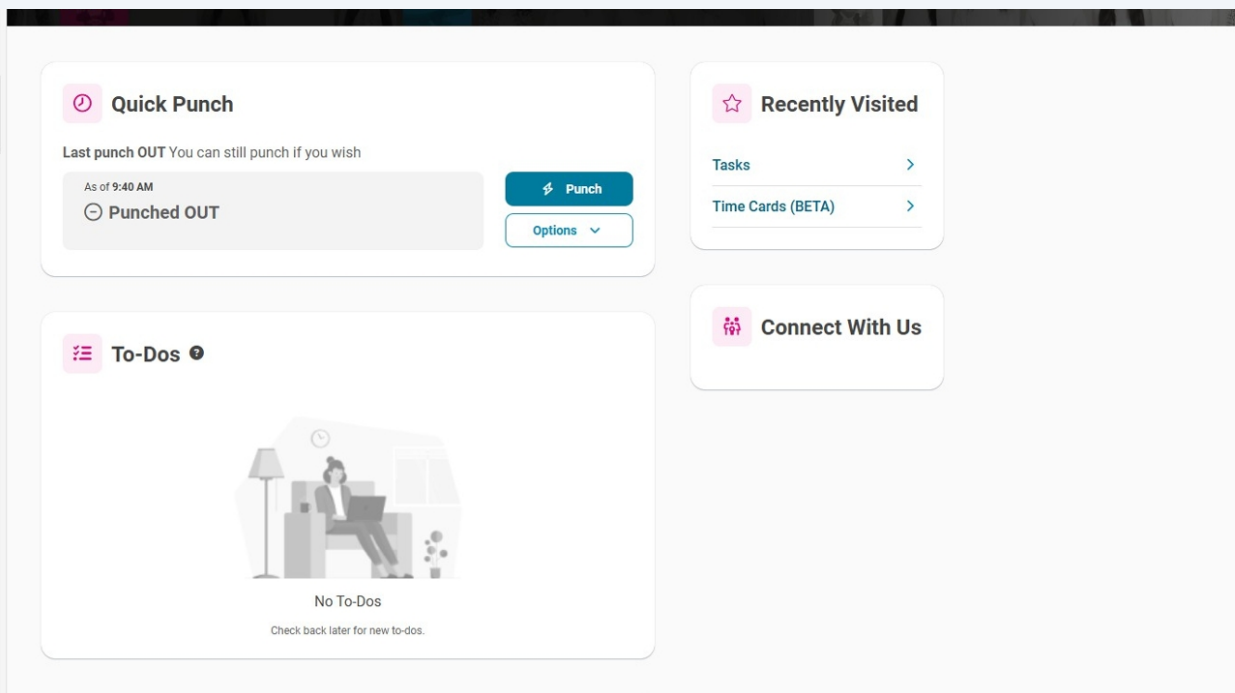 Quick Punch
Last punch OUT You can still punch if you wish
As of 9:40 AM
Punched OUT
Punch
Options
To-Dos
No To-Dos
Check back later for new to-dos.
Recently Visited
Tasks
Time Cards (BETA)
Connect With Us